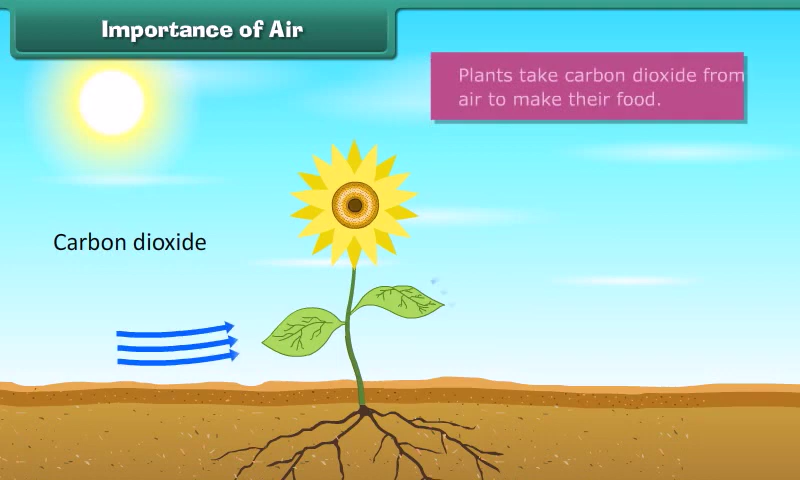 Importance of Air
Plants take carbon dioxide from
air to make their food.
Carbon dioxide